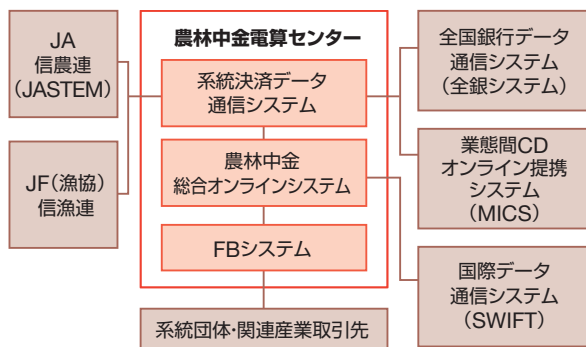 JA
信農連
（JASTEM）
JF（漁協）
信漁連
農林中金電算センター
系統決済データ
通信システム
農林中金
総合オンラインシステム
FBシステム
系統団体・関連産業取引先
全国銀行データ
通信システム
（全銀システム）
業態間CD
オンライン提携
システム
（MICS）
国際データ
通信システム
（SWIFT）